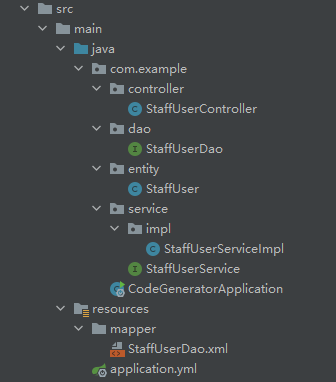 src
main
java
com.example
controller
StaffUserController
dao
StaffUserDao
entity
StaffUser
service
impl
StaffUserServiceImpl
StaffUserService
CodeGeneratorApplication
resources
mapper
StaffUserDao.xml
application.yml